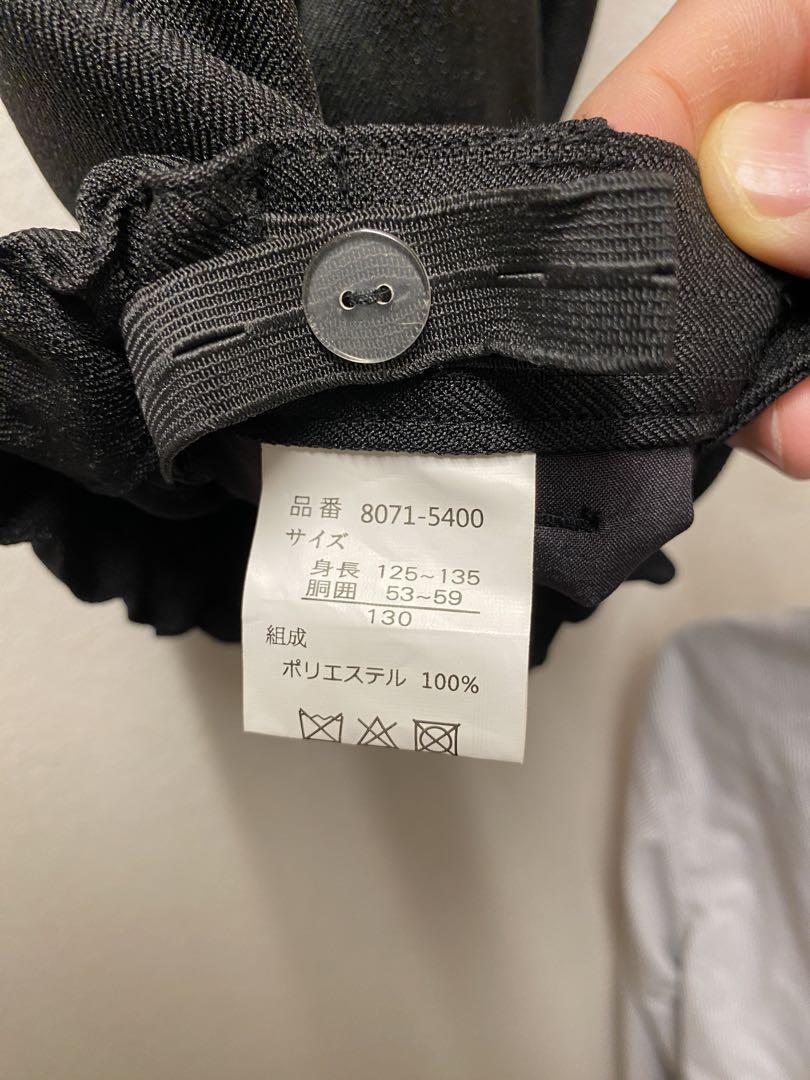 品番 8071-5400
サイズ
身長 125~135
胴囲 53~59
130
組成
ポリエステル 100%